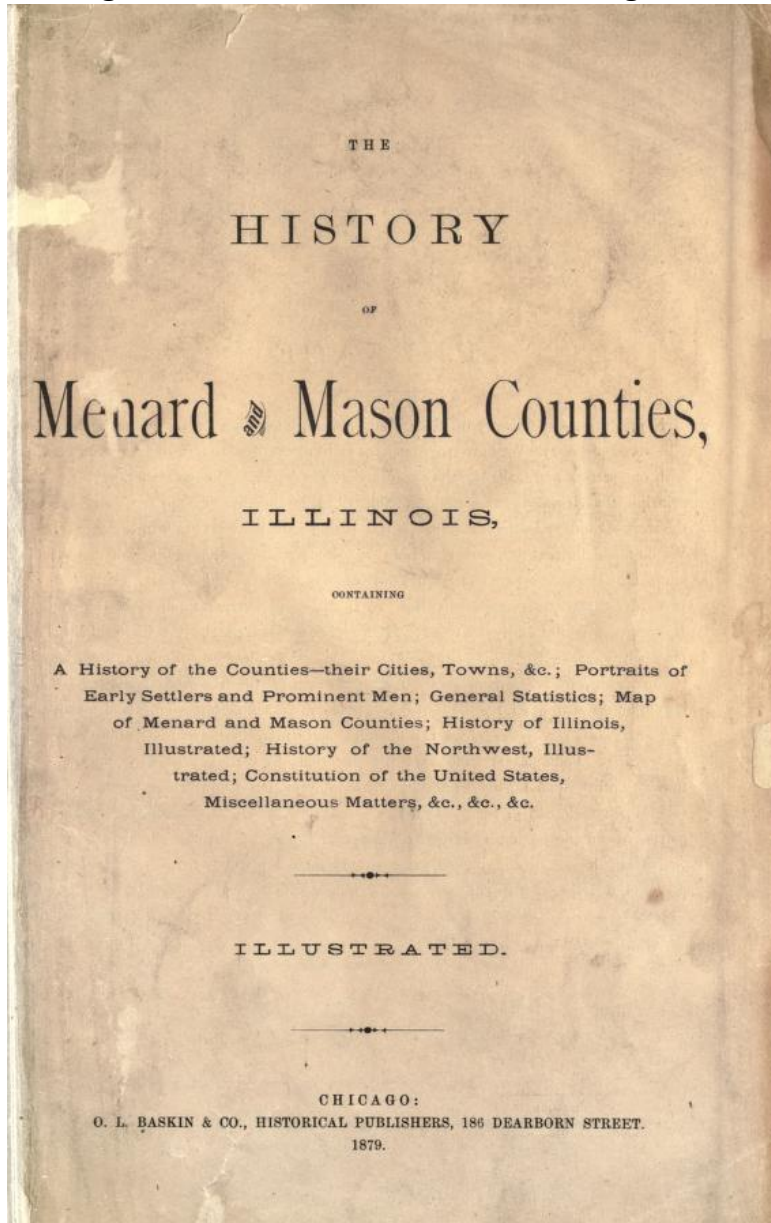 THE
HISTORY
OF
Menard and Mason Counties,
ILLINOIS,
CONTAINING
A History of the Counties—their Cities, Towns, &c.; Portraits of
Early Settlers and Prominent Men; General Statistics; Map
of Menard and Mason Counties; History of Illinois,
Illustrated; History of the Northwest, Illus-
trated; Constitution of the United States,
Miscellaneous Matters, &c., &c., &c.
ILLUSTRATED.
CHICAGO:
O. L. BASKIN & CO., HISTORICAL PUBLISHERS, 186 DEARBORN STREET.
1879.